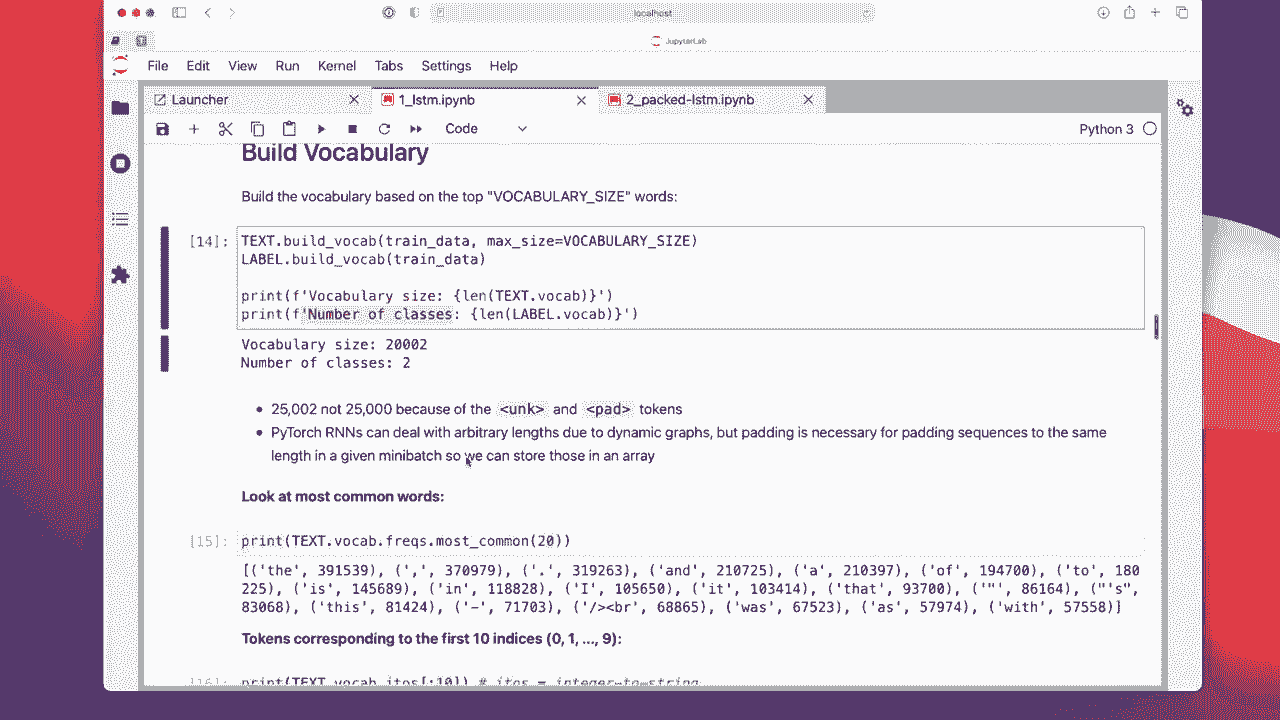 localhost
JupyterLab
File Edit View Run Kernel Tabs Settings Help
Launcher 1_lstm.ipynb 2_packed-lstm.ipynb
Code Python 3
Build Vocabulary
Build the vocabulary based on the top "VOCABULARY_SIZE" words:
[14]: TEXT.build_vocab(train_data, max_size=VOCABULARY_SIZE)
LABEL.build_vocab(train_data)
print(f'Vocabulary size: {len(TEXT.vocab)}')
print(f'Number of classes: {len(LABEL.vocab)}')
Vocabulary size: 20002
Number of classes: 2
• 25,002 not 25,000 because of the <unk> and <pad> tokens
• PyTorch RNNs can deal with arbitrary lengths due to dynamic graphs, but padding is necessary for padding sequences to the same
length in a given minibatch so we can store those in an array
Look at most common words:
[15]: print(TEXT.vocab.freqs.most_common(20))
[('the', 391539), (',', 370979), ('.', 319263), ('and', 210725), ('a', 210397), ('of', 194700), ('to', 180
225), ('is', 145689), ('in', 118828), ('I', 105650), ('it', 103414), ('that', 93700), ('"', 86164), ("'s",
83068), ('this', 81424), ('-', 71703), ('/><br', 68865), ('was', 67523), ('as', 57974), ('with', 57558)]
Tokens corresponding to the first 10 indices (0, 1, ..., 9):
[16]: print(TEXT.vocab.itos[:10]) # itos = integer-to-string